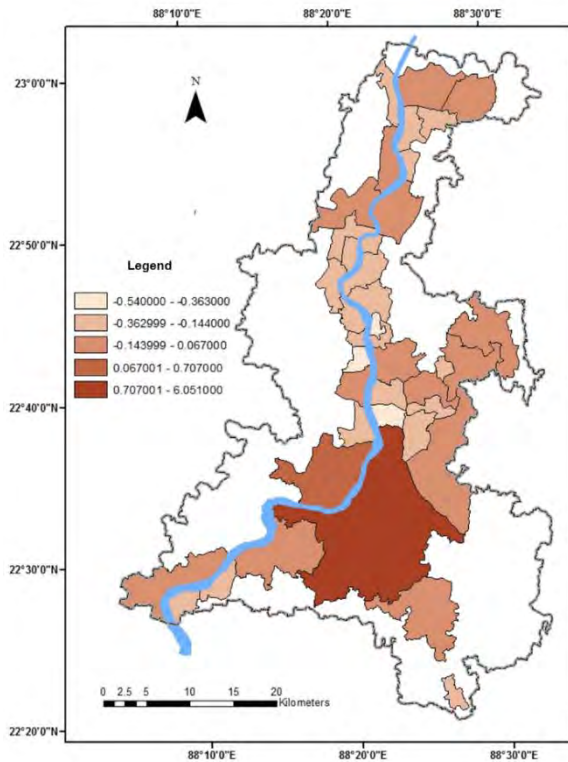 88°10'0"E 88°20'0"E 88°30'0"E
23°0'0"N
N
22°50'0"N
Legend
-0.540000 - -0.363000
-0.362999 - -0.144000
-0.143999 - 0.067000
0.067001 - 0.707000
0.707001 - 6.051000
22°40'0"N
22°30'0"N
0 2.5 5 10 15 20
Kilometers
22°20'0"N
88°10'0"E 88°20'0"E 88°30'0"E